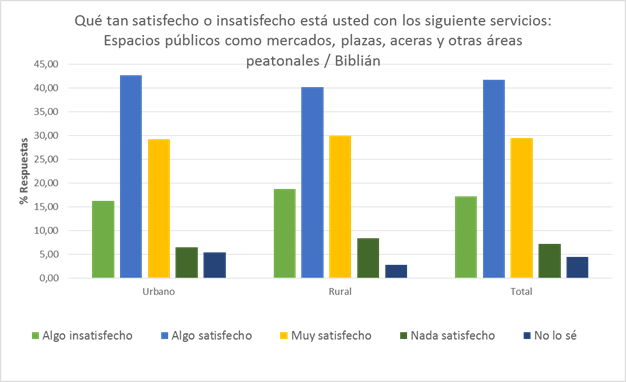 Qué tan satisfecho o insatisfecho está usted con los siguiente servicios:
Espacios públicos como mercados, plazas, aceras y otras áreas
peatonales / Biblián
% Respuestas
45,00
40,00
35,00
30,00
25,00
20,00
15,00
10,00
5,00
0,00
Urbano Rural Total
Algo insatisfecho Algo satisfecho Muy satisfecho Nada satisfecho No lo sé